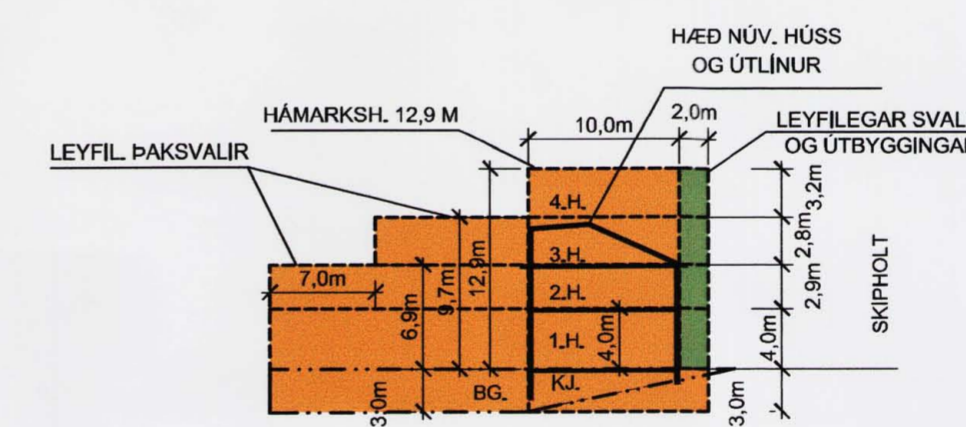 HÆÐ NÚV. HÚSS
OG ÚTLÍNUR
HÁMARKSH. 12,9 M
10,0m
2,0m
LEYFILEGAR SVAL
OG ÚTBYGGINGAR
LEYFIL. ÞAKSVALIR
4.H.
3,2m
3.H.
2,8m
7,0m
6,9m
9,7m
12,9m
2.H.
2,9m
1.H.
4,0m
4,0m
SKIPHOLT
BG.
KJ.
3,0m
3,0m